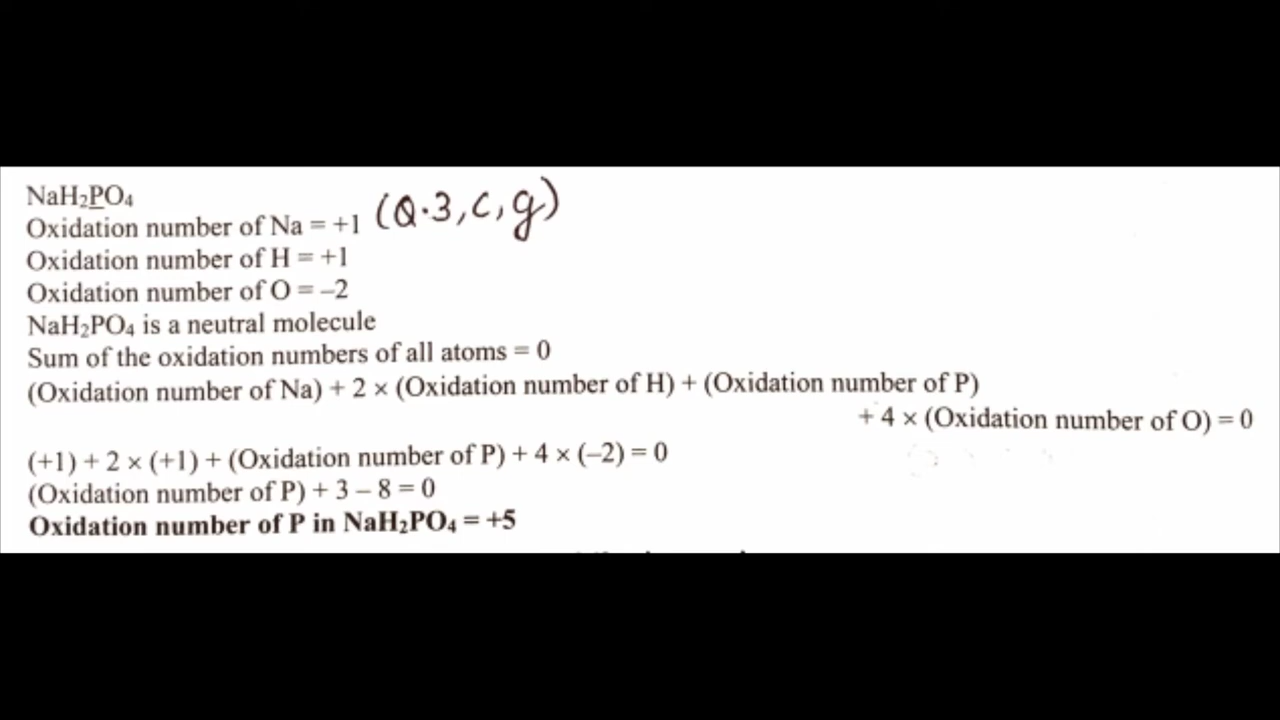 NaH₂PO₄
Oxidation number of Na = +1 (Q.3, C, g)
Oxidation number of H = +1
Oxidation number of O = –2
NaH₂PO₄ is a neutral molecule
Sum of the oxidation numbers of all atoms = 0
(Oxidation number of Na) + 2 × (Oxidation number of H) + (Oxidation number of P)
+ 4 × (Oxidation number of O) = 0
(+1) + 2 × (+1) + (Oxidation number of P) + 4 × (–2) = 0
(Oxidation number of P) + 3 – 8 = 0
Oxidation number of P in NaH₂PO₄ = +5